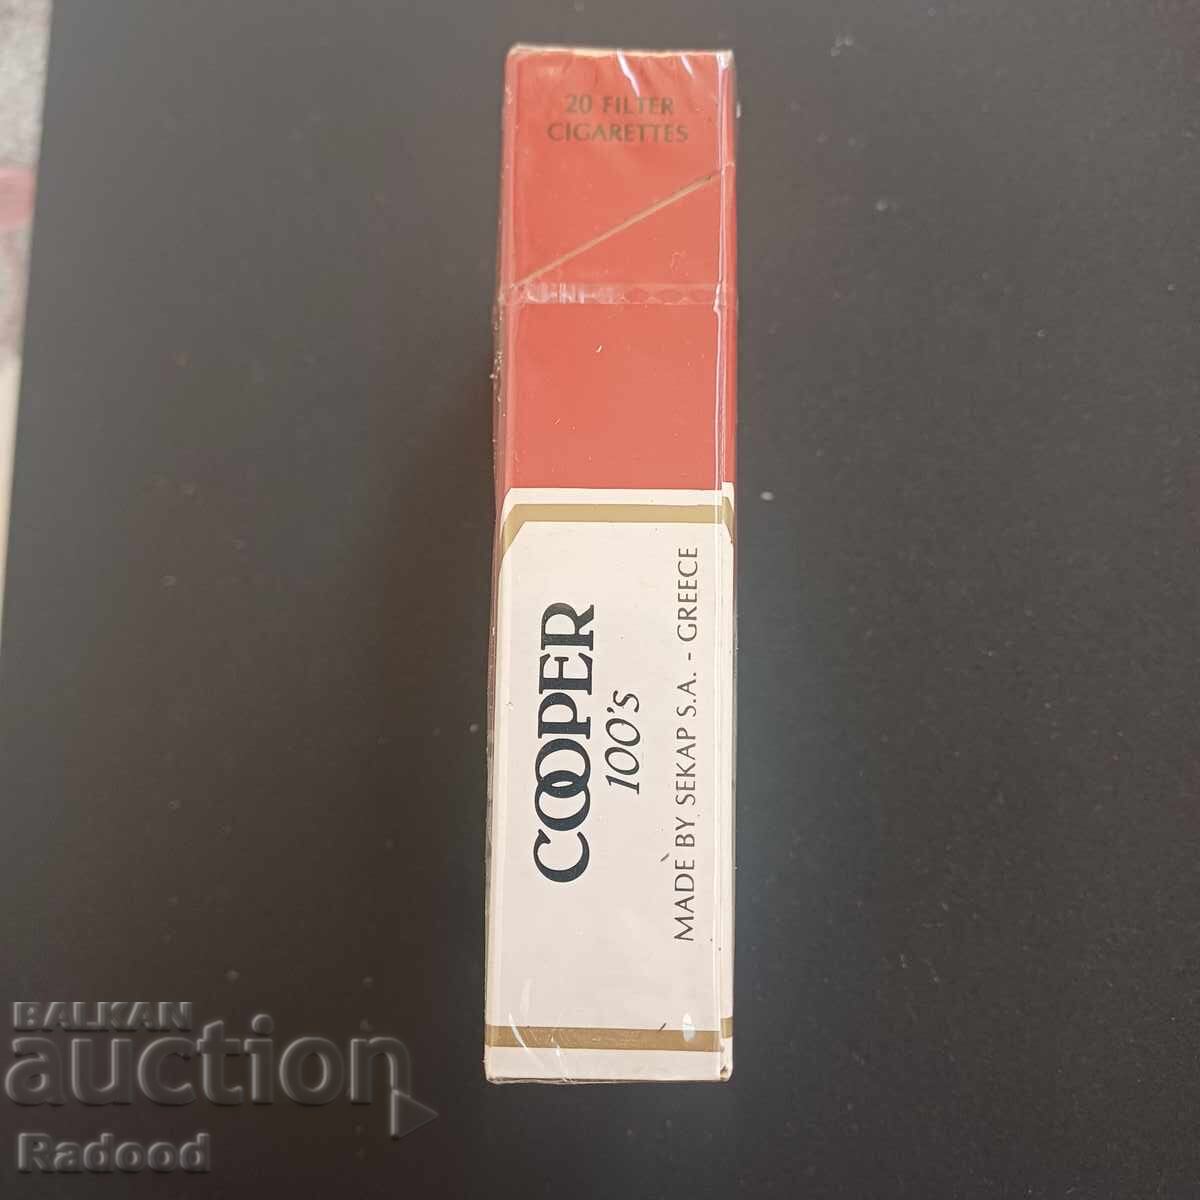 20 FILTER
CIGARETTES
COOPER
100's
MADE BY SEKAP S.A. - GREECE
BALKAN
auction
Radood